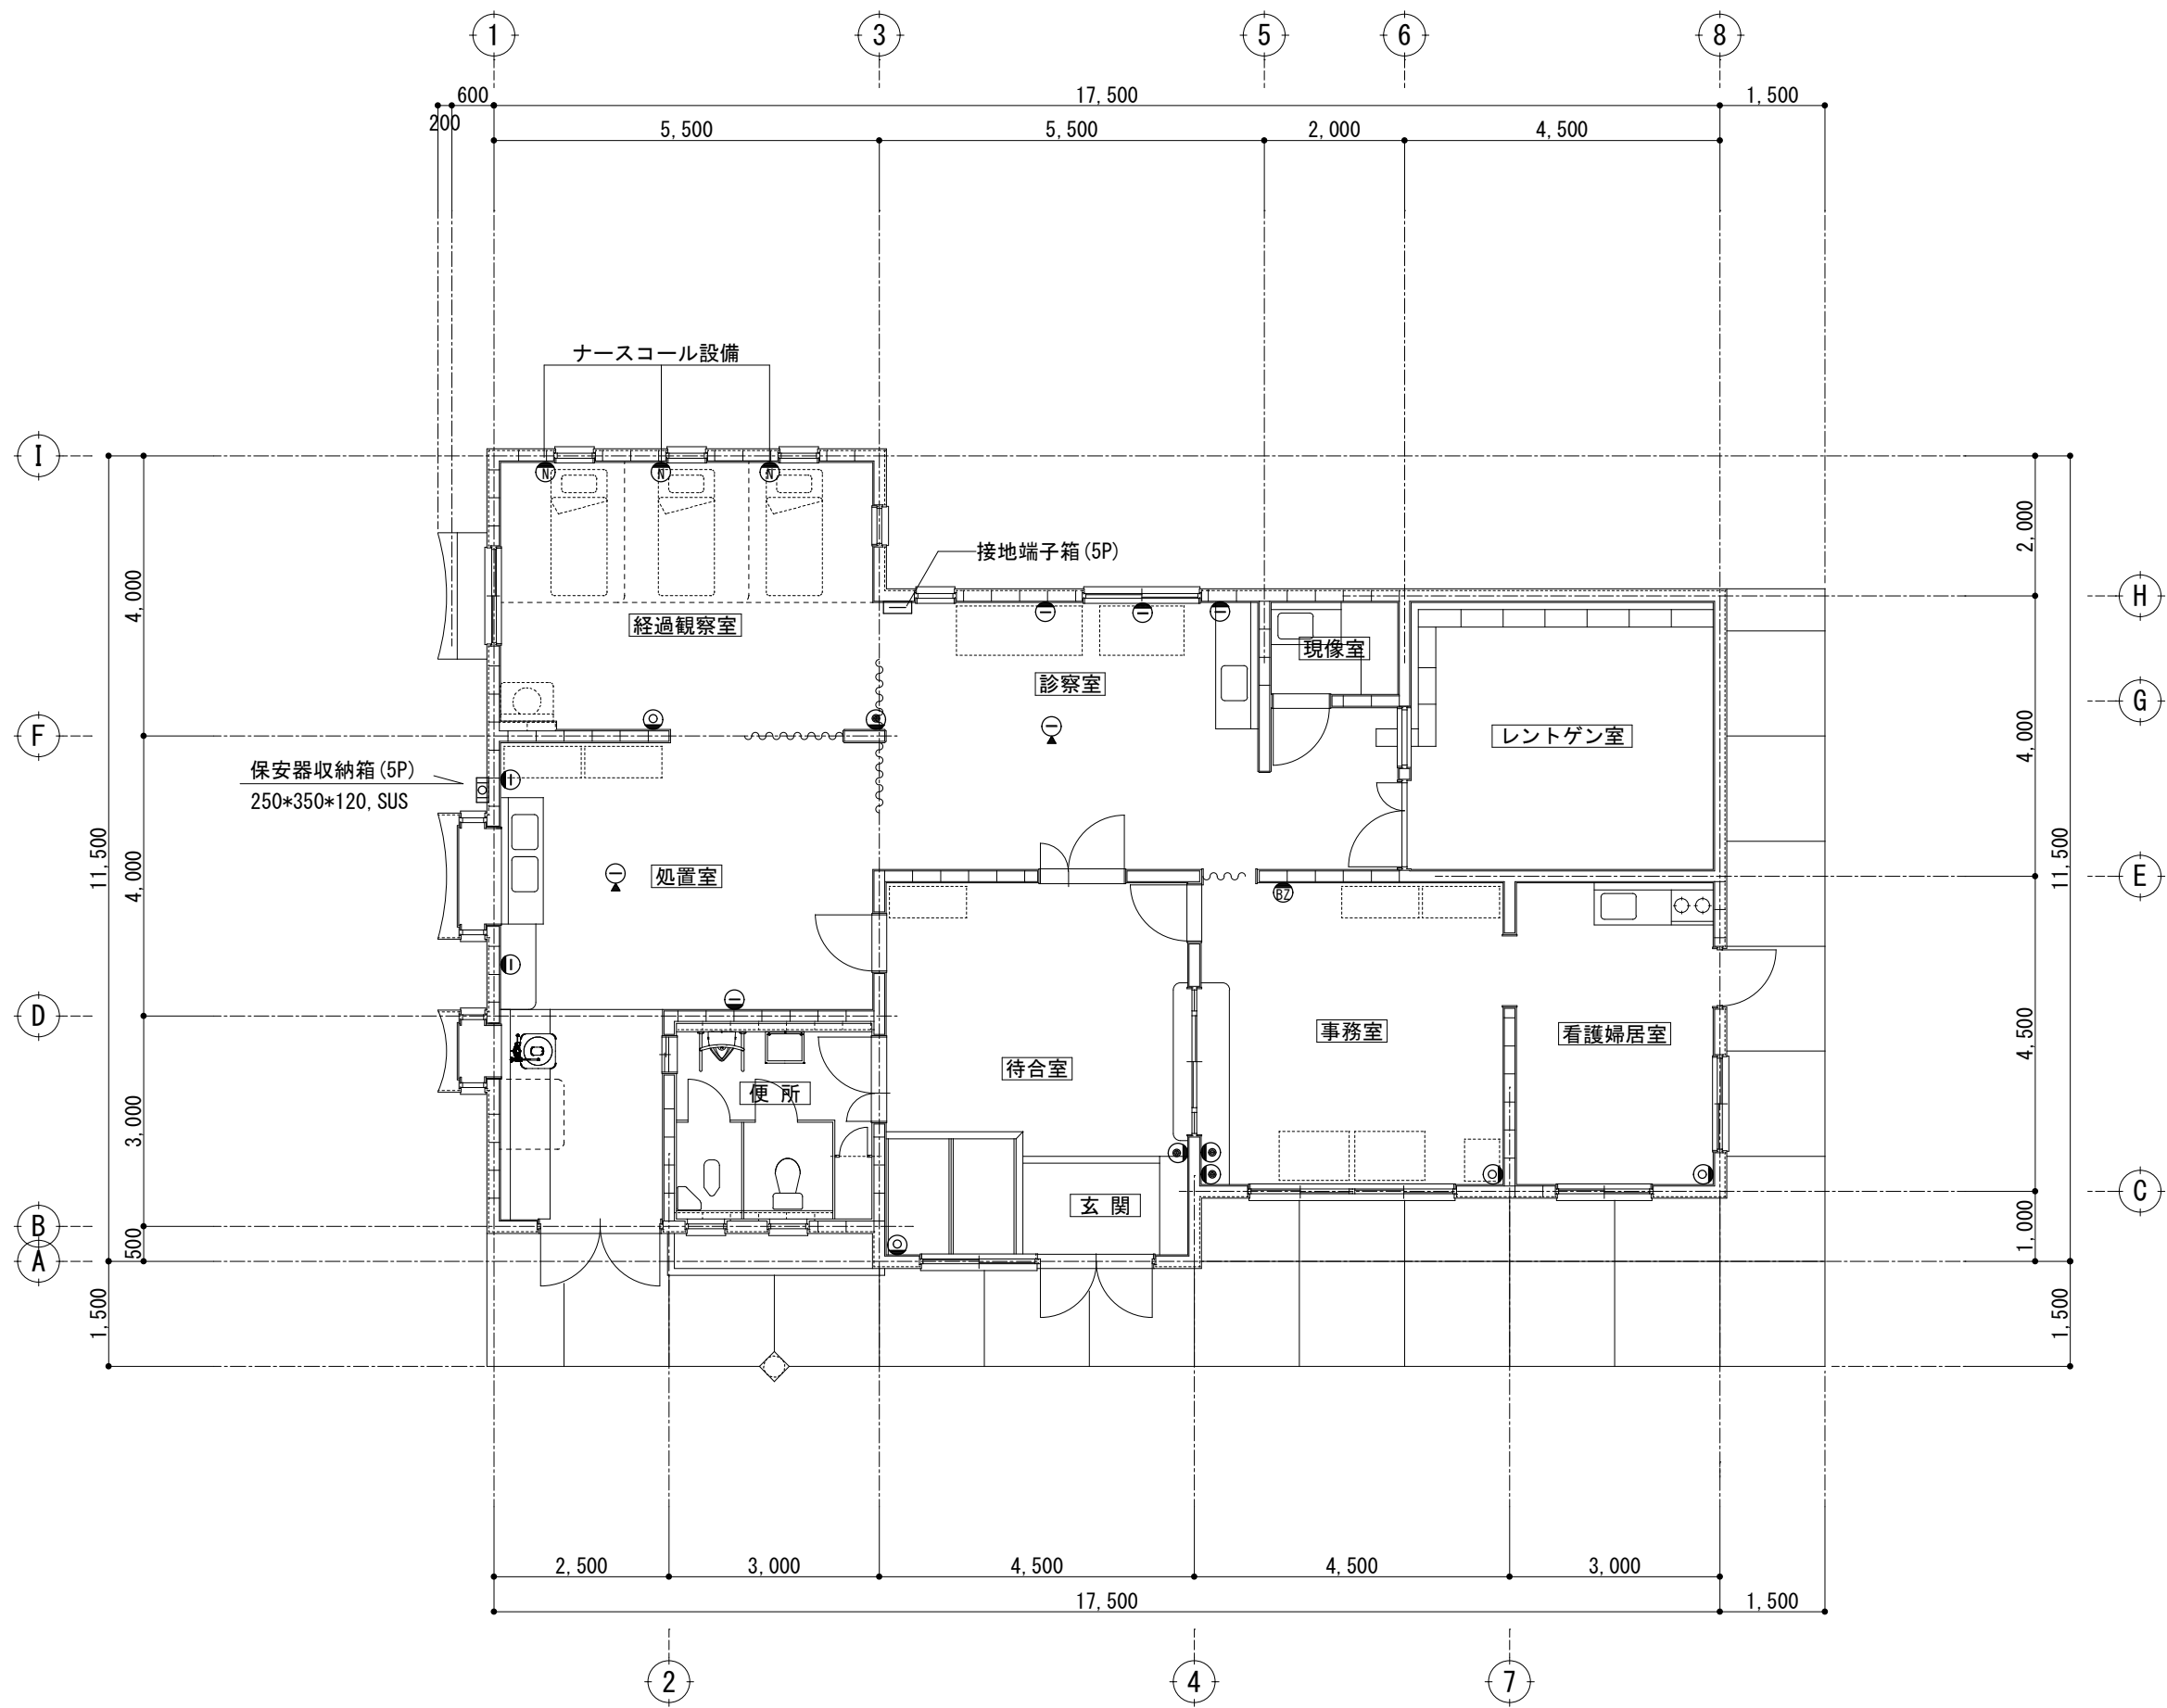 1
3
5
6
8
600
17,500
1,500
200
5,500
5,500
2,000
4,500
ナースコール設備
I
N
N
N
2,000
接地端子箱(5P)
H
4,000
経過観察室
現像室
診察室
G
F
レントゲン室
4,000
保安器収納箱(5P)
250*350*120,SUS
11,500
4,000
処置室
BZ
E
11,500
D
事務室
看護婦居室
4,500
待合室
便 所
3,000
玄 関
C
B
500
1,000
A
1,500
1,500
2,500
3,000
4,500
4,500
3,000
17,500
1,500
2
4
7